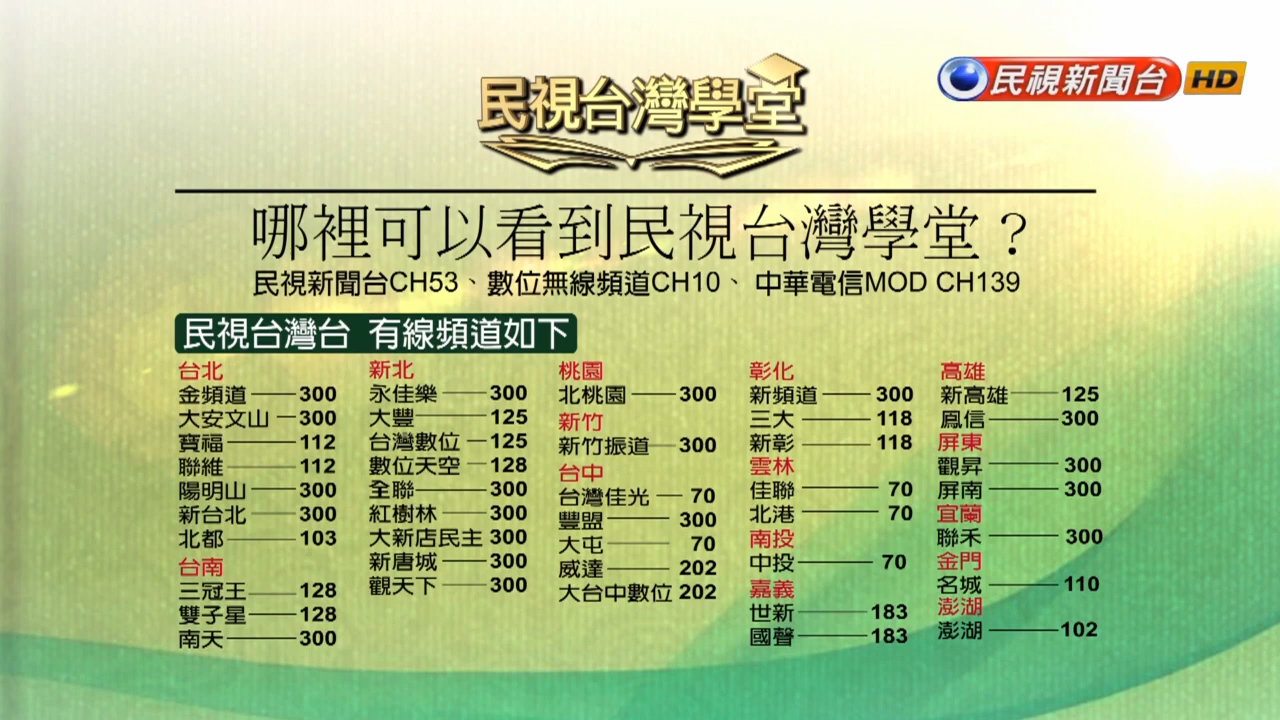 民視台灣學堂
民視新聞台 HD
哪裡可以看到民視台灣學堂？
民視新聞台CH53、數位無線頻道CH10、中華電信MOD CH139
民視台灣台 有線頻道如下
台北
金頻道 300
大安文山 300
寶福 112
聯維 112
陽明山 300
新台北 300
北都 103
台南
三冠王 128
雙子星 128
南天 300
新北
永佳樂 300
大豐 125
台灣數位 125
數位天空 128
全聯 300
紅樹林 300
大新店民主 300
新唐城 300
觀天下 300
桃園
北桃園 300
新竹
新竹振道 300
台中
台灣佳光 70
豐盟 300
大屯 70
威達 202
大台中數位 202
彰化
新頻道 300
三大 118
新彰 118
雲林
佳聯 70
北港 70
南投
中投 70
嘉義
世新 183
國聲 183
高雄
新高雄 125
鳳信 300
屏東
觀昇 300
屏南 300
宜蘭
聯禾 300
金門
名城 110
澎湖
澎湖 102